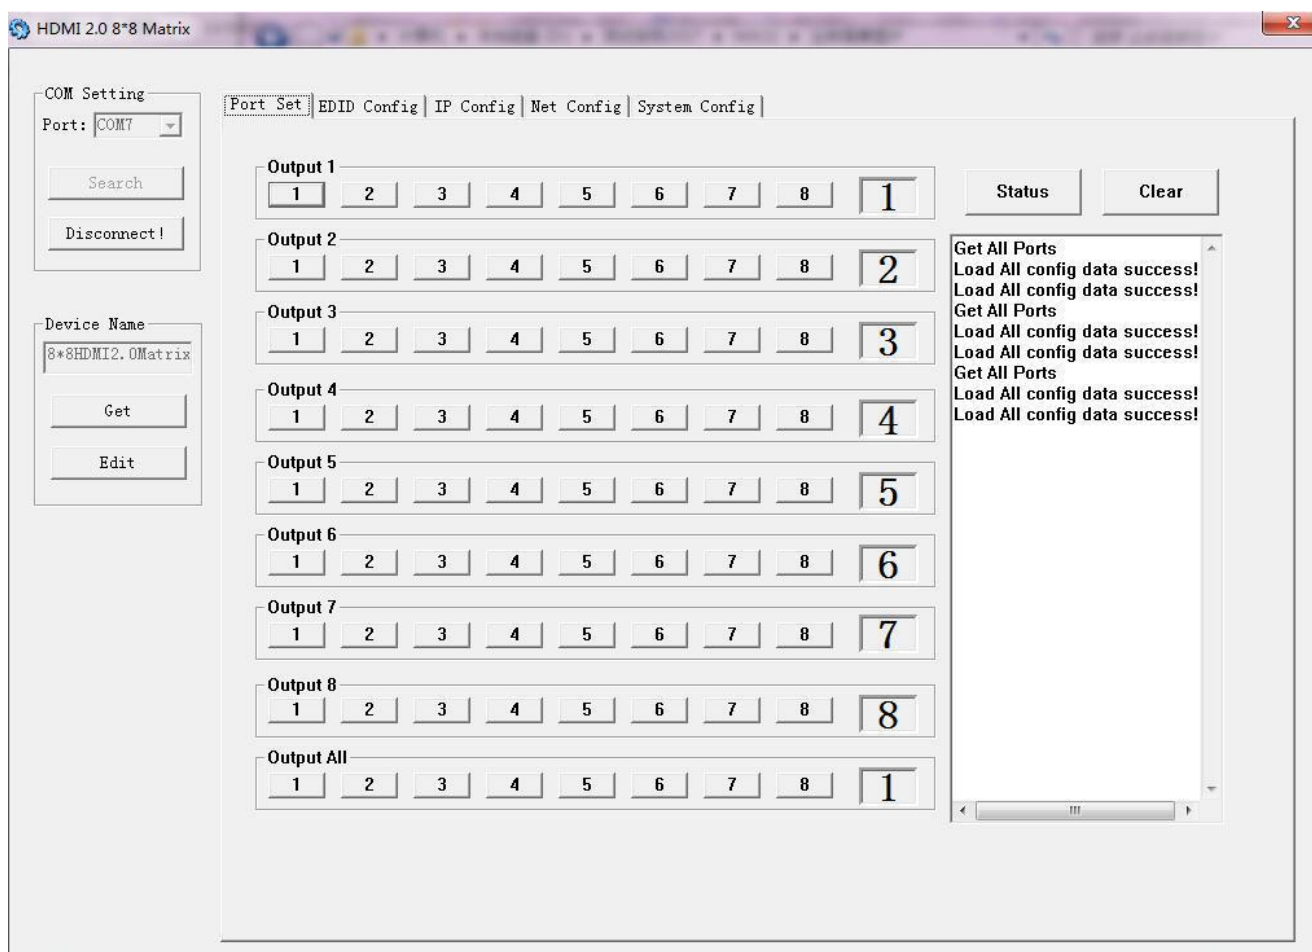 HDMI 2.0 8*8 Matrix
COM Setting
Port: COM7
Search
Disconnect!
Device Name
8*8HDMI2.0Matrix
Get
Edit
Port Set EDID Config IP Config Net Config System Config
Output 1
1 2 3 4 5 6 7 8 1
Output 2
1 2 3 4 5 6 7 8 2
Output 3
1 2 3 4 5 6 7 8 3
Output 4
1 2 3 4 5 6 7 8 4
Output 5
1 2 3 4 5 6 7 8 5
Output 6
1 2 3 4 5 6 7 8 6
Output 7
1 2 3 4 5 6 7 8 7
Output 8
1 2 3 4 5 6 7 8 8
Output All
1 2 3 4 5 6 7 8 1
Status Clear
Get All Ports
Load All config data success!
Load All config data success!
Get All Ports
Load All config data success!
Load All config data success!
Get All Ports
Load All config data success!
Load All config data success!